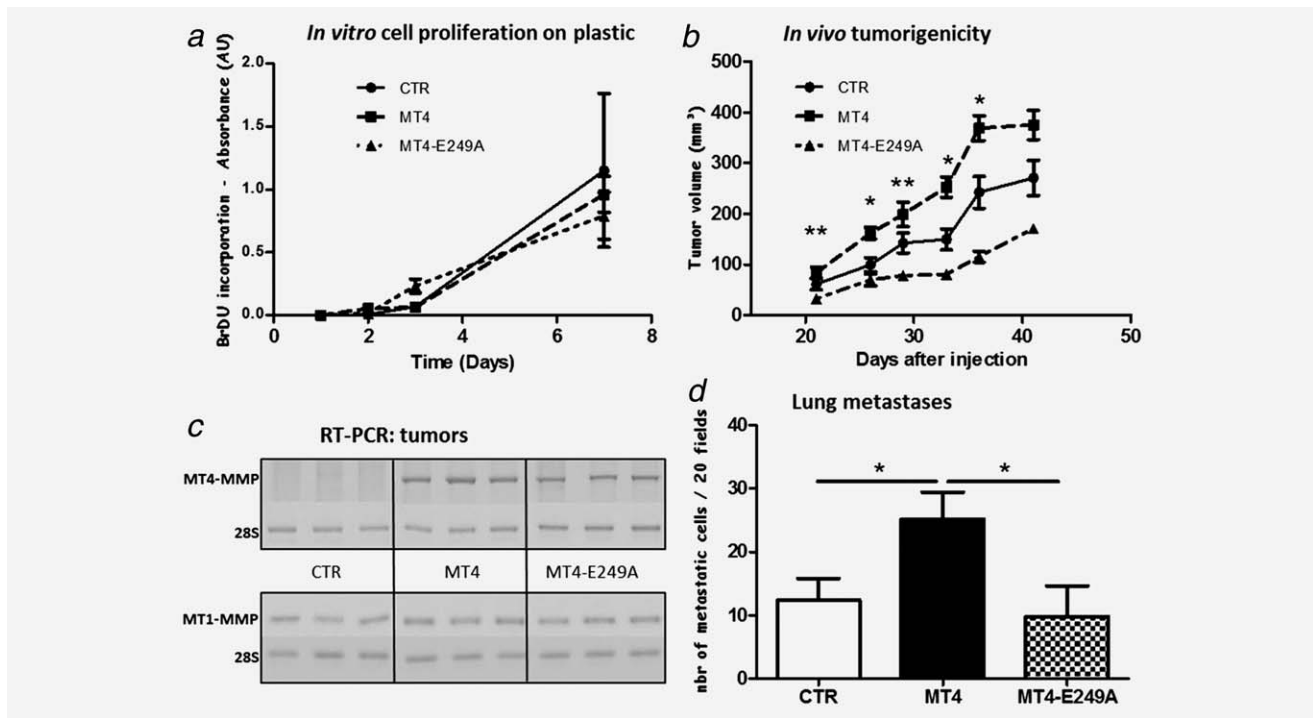 a
In vitro cell proliferation on plastic
BrDU incorporation - Absorbance (AU)
2.0
1.5
1.0
0.5
0.0
0 2 4 6 8
Time (Days)
CTR
MT4
MT4-E249A
b
In vivo tumorigenicity
Tumor volume (mm³)
500
400
300
200
100
0
20 30 40 50
Days after injection
CTR
MT4
MT4-E249A
** * ** * *
c
RT-PCR: tumors
MT4-MMP
28S
CTR MT4 MT4-E249A
MT1-MMP
28S
d
Lung metastases
nbr of metastatic cells / 20 fields
40
30
20
10
0
* *
CTR MT4 MT4-E249A